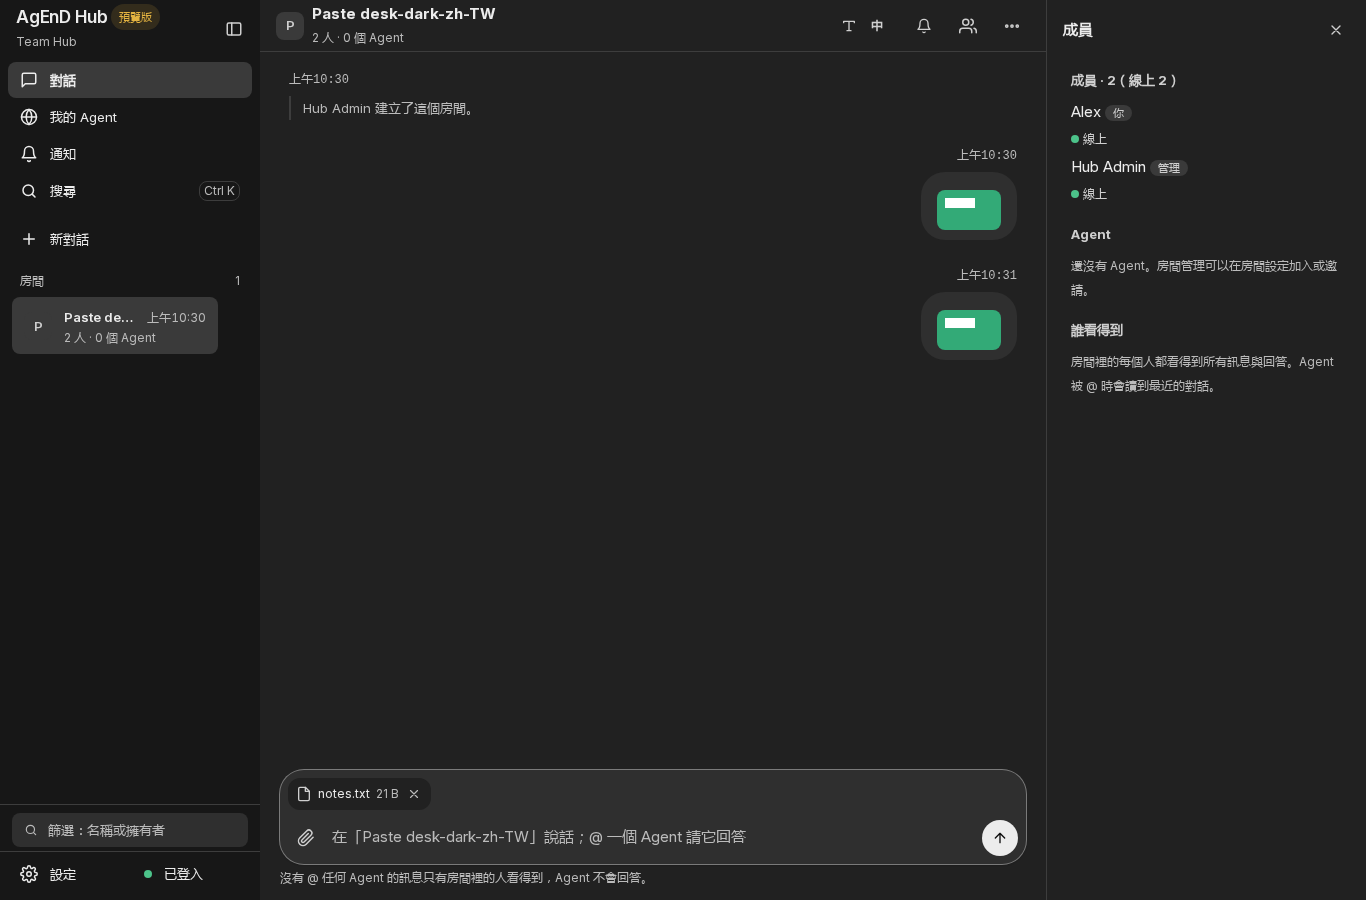 AgEnD Hub 預覽版
Team Hub
對話
我的 Agent
通知
搜尋 Ctrl K
新對話
房間 1
P Paste de… 上午10:30
2 人 · 0 個 Agent
篩選：名稱或擁有者
設定 已登入
P Paste desk-dark-zh-TW
2 人 · 0 個 Agent
中
上午10:30
Hub Admin 建立了這個房間。
上午10:30
上午10:31
notes.txt 21 B
在「Paste desk-dark-zh-TW」說話；@ 一個 Agent 請它回答
沒有 @ 任何 Agent 的訊息只有房間裡的人看得到，Agent 不會回答。
成員
成員 · 2（線上 2）
Alex 你
線上
Hub Admin 管理
線上
Agent
還沒有 Agent。房間管理可以在房間設定加入或邀
請。
誰看得到
房間裡的每個人都看得到所有訊息與回答。Agent
被 @ 時會讀到最近的對話。